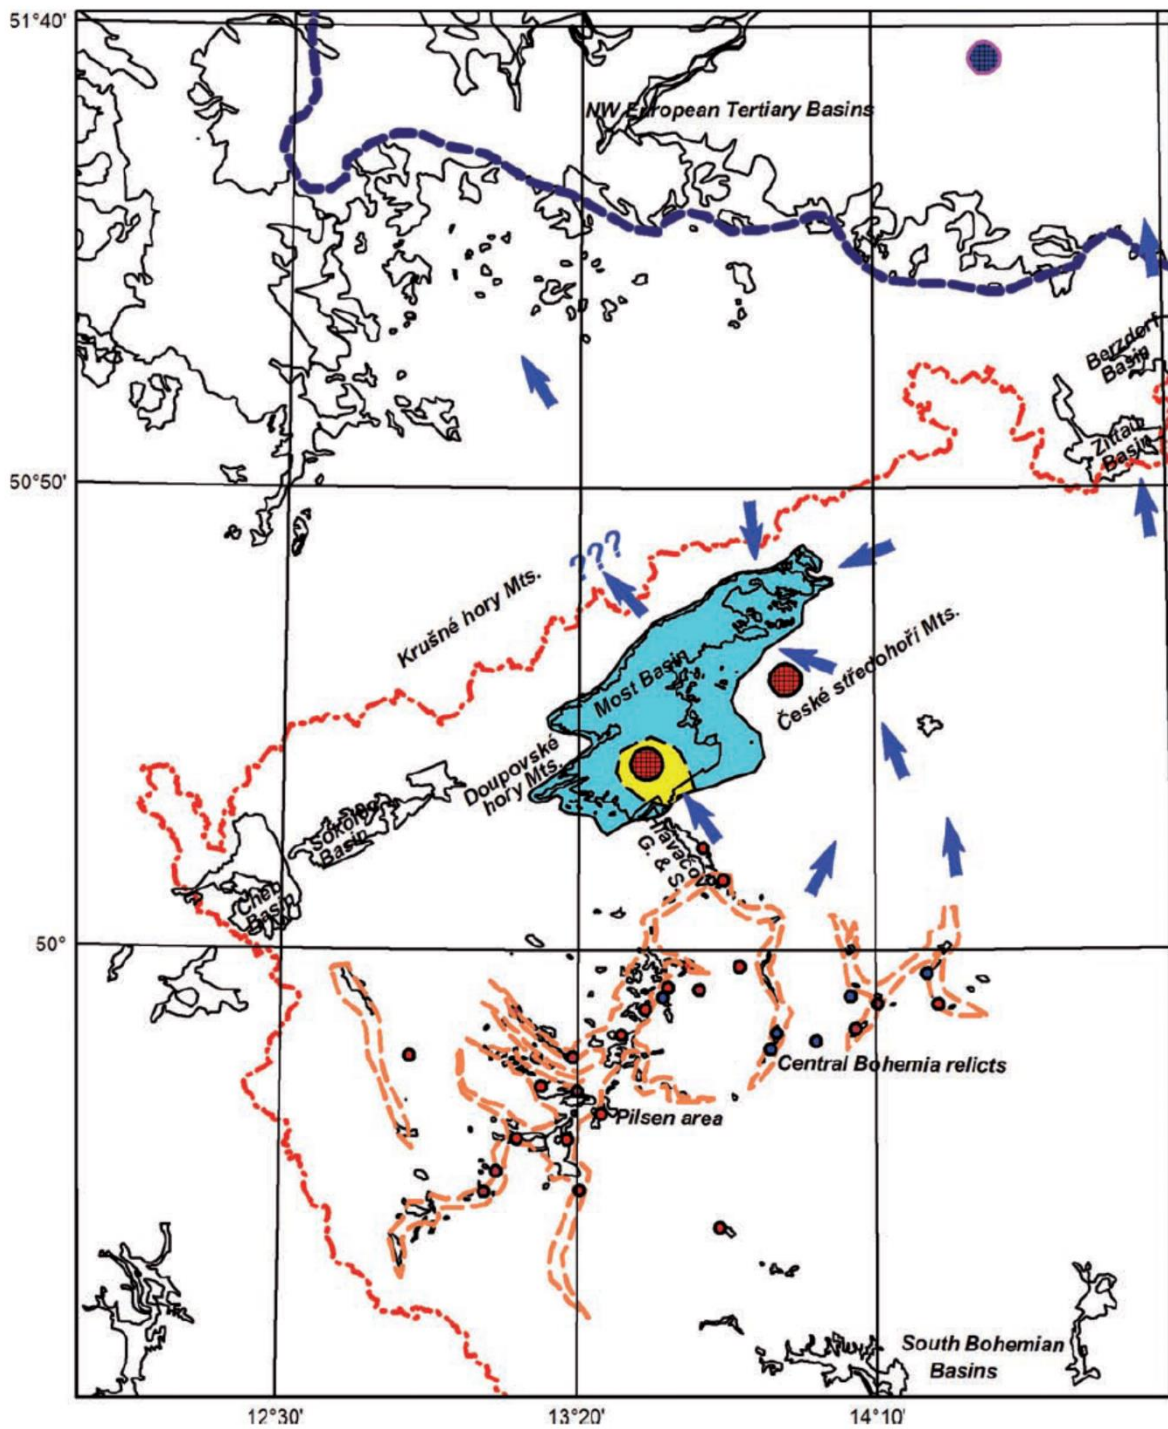 51°40'
NW European Tertiary Basins
Berzdorf
Basin
Zittau
Basin
50°50'
???
Krušné hory Mts.
Most Basin
České středohoří Mts.
Doupovské
hory Mts.
Sokolov
Basin
Cheb
Basin
G. & S
50°
Central Bohemia relicts
Pilsen area
South Bohemian
Basins
12°30'
13°20'
14°10'